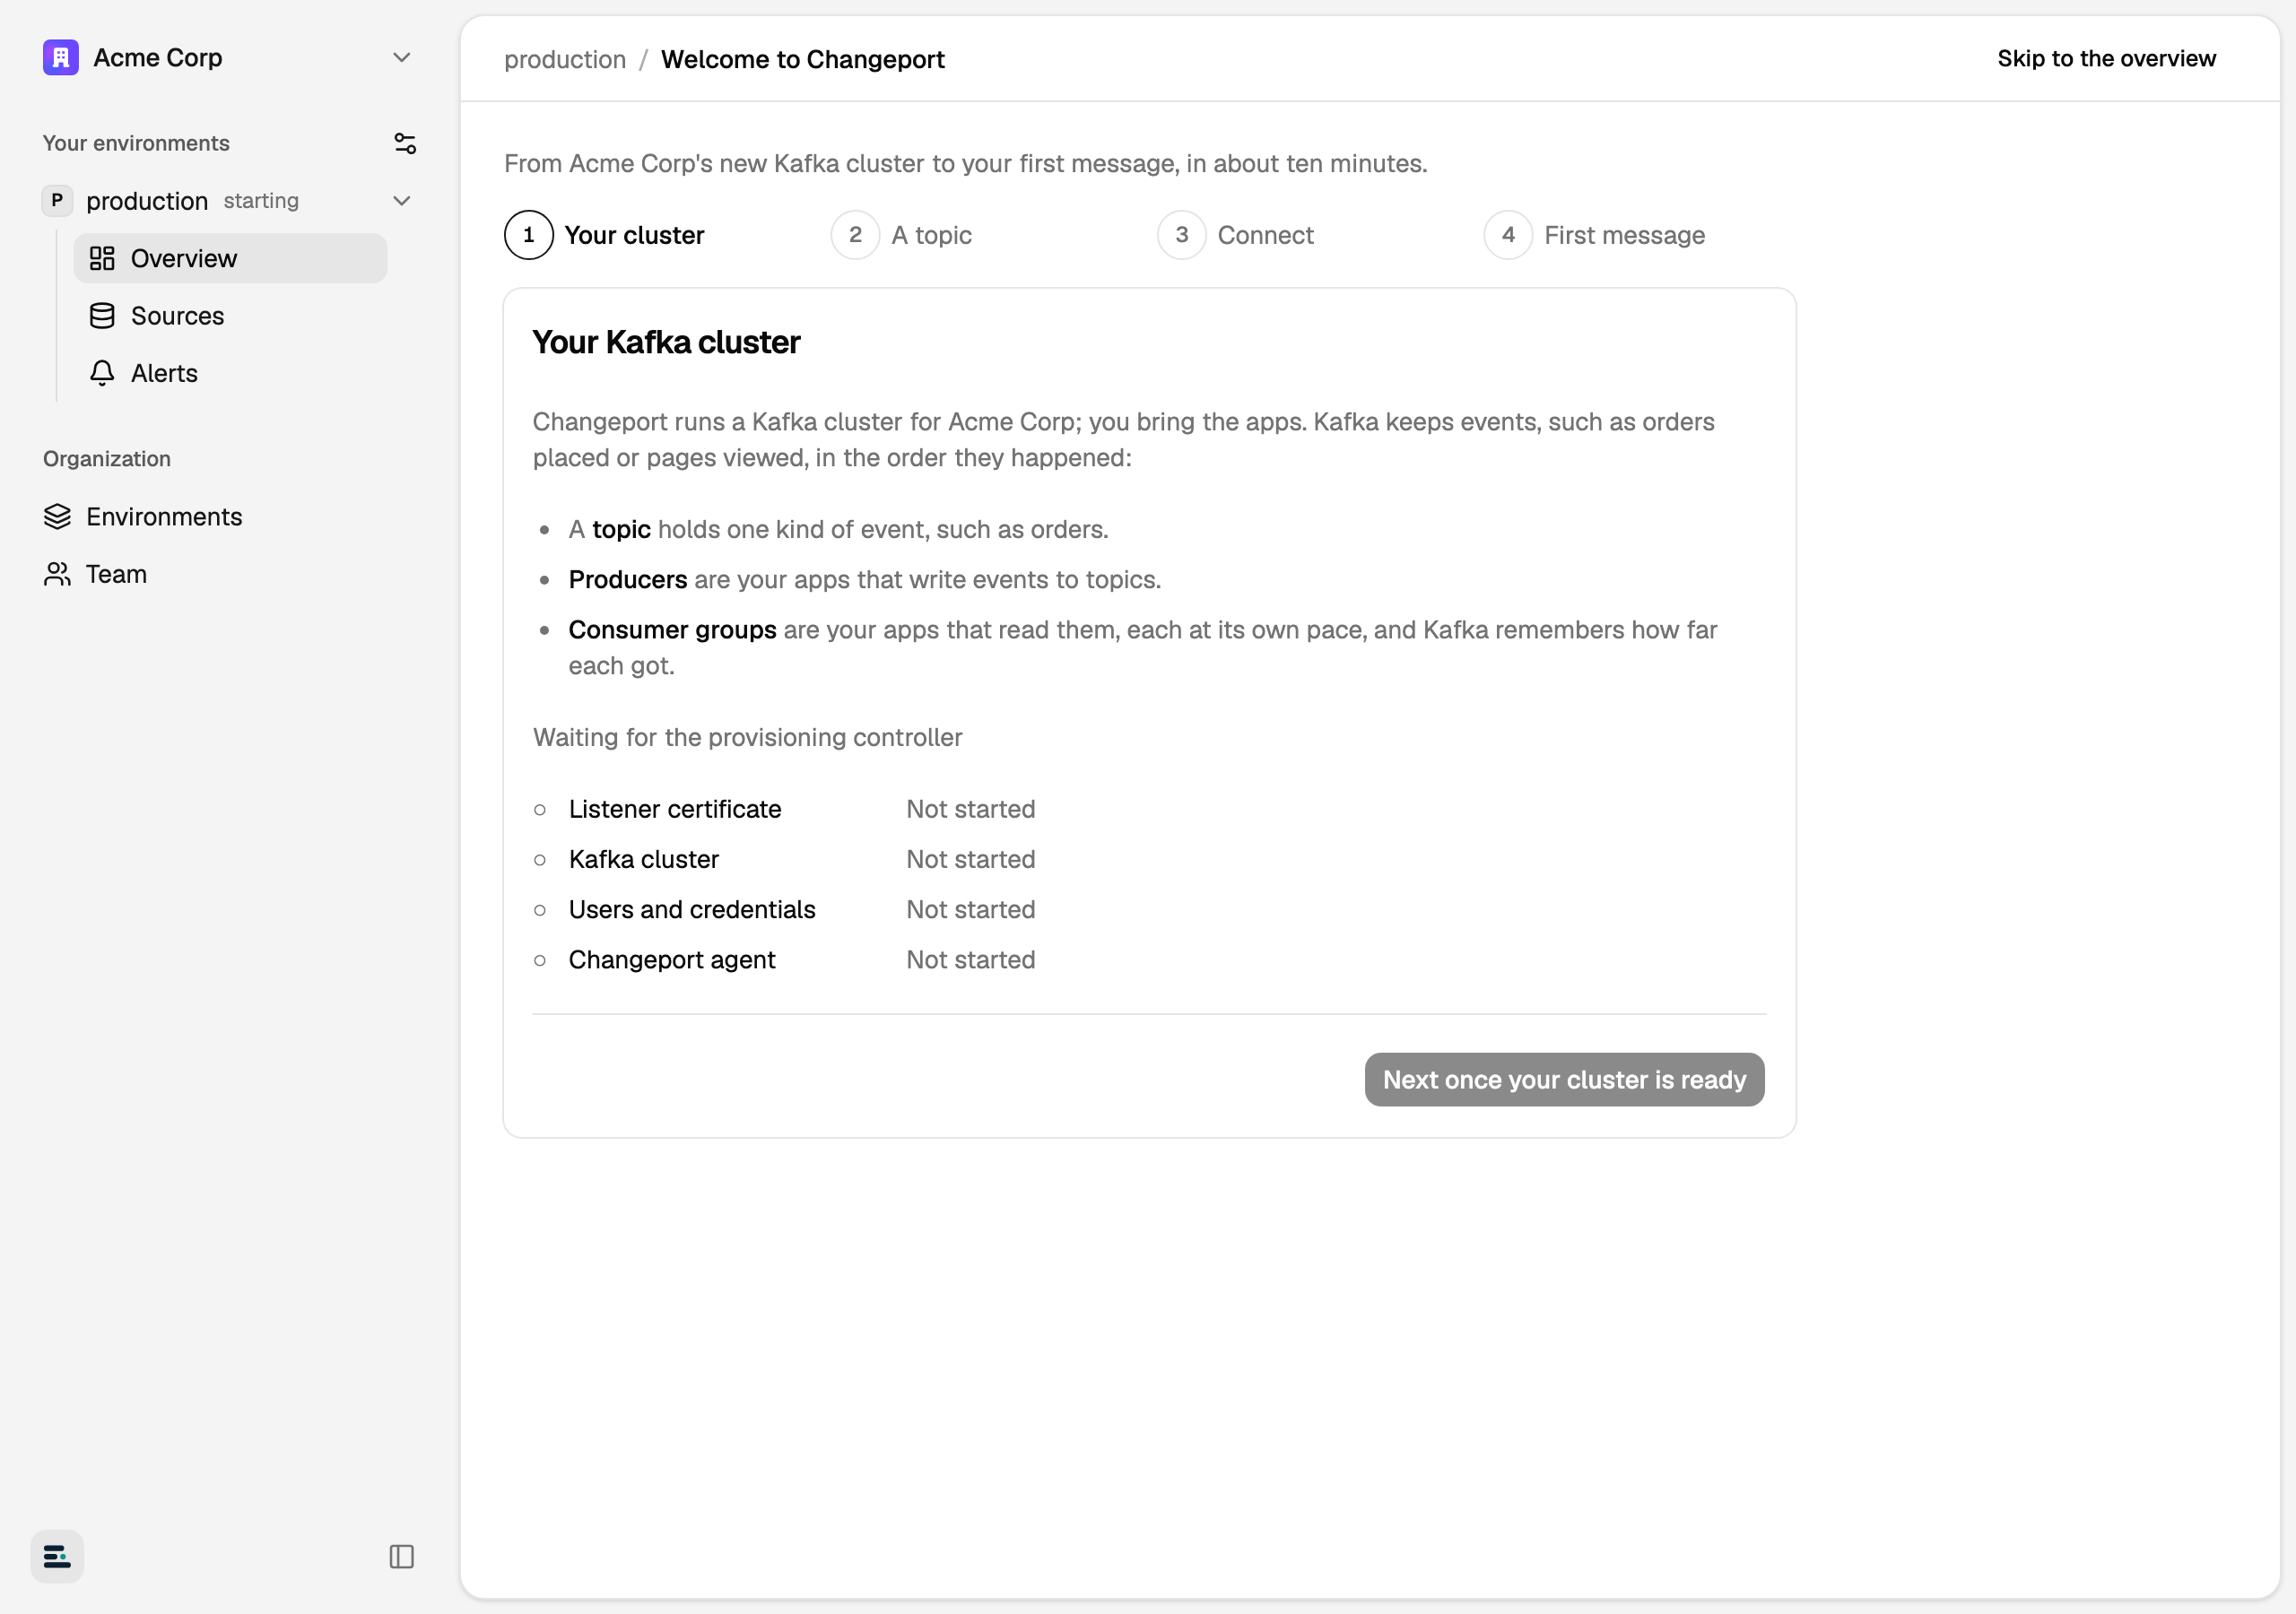 Acme Corp
Your environments
P production starting
Overview
Sources
Alerts
Organization
Environments
Team
production / Welcome to Changeport
Skip to the overview
From Acme Corp's new Kafka cluster to your first message, in about ten minutes.
1 Your cluster
2 A topic
3 Connect
4 First message
Your Kafka cluster
Changeport runs a Kafka cluster for Acme Corp; you bring the apps. Kafka keeps events, such as orders
placed or pages viewed, in the order they happened:
• A topic holds one kind of event, such as orders.
• Producers are your apps that write events to topics.
• Consumer groups are your apps that read them, each at its own pace, and Kafka remembers how far
each got.
Waiting for the provisioning controller
Listener certificate Not started
Kafka cluster Not started
Users and credentials Not started
Changeport agent Not started
Next once your cluster is ready